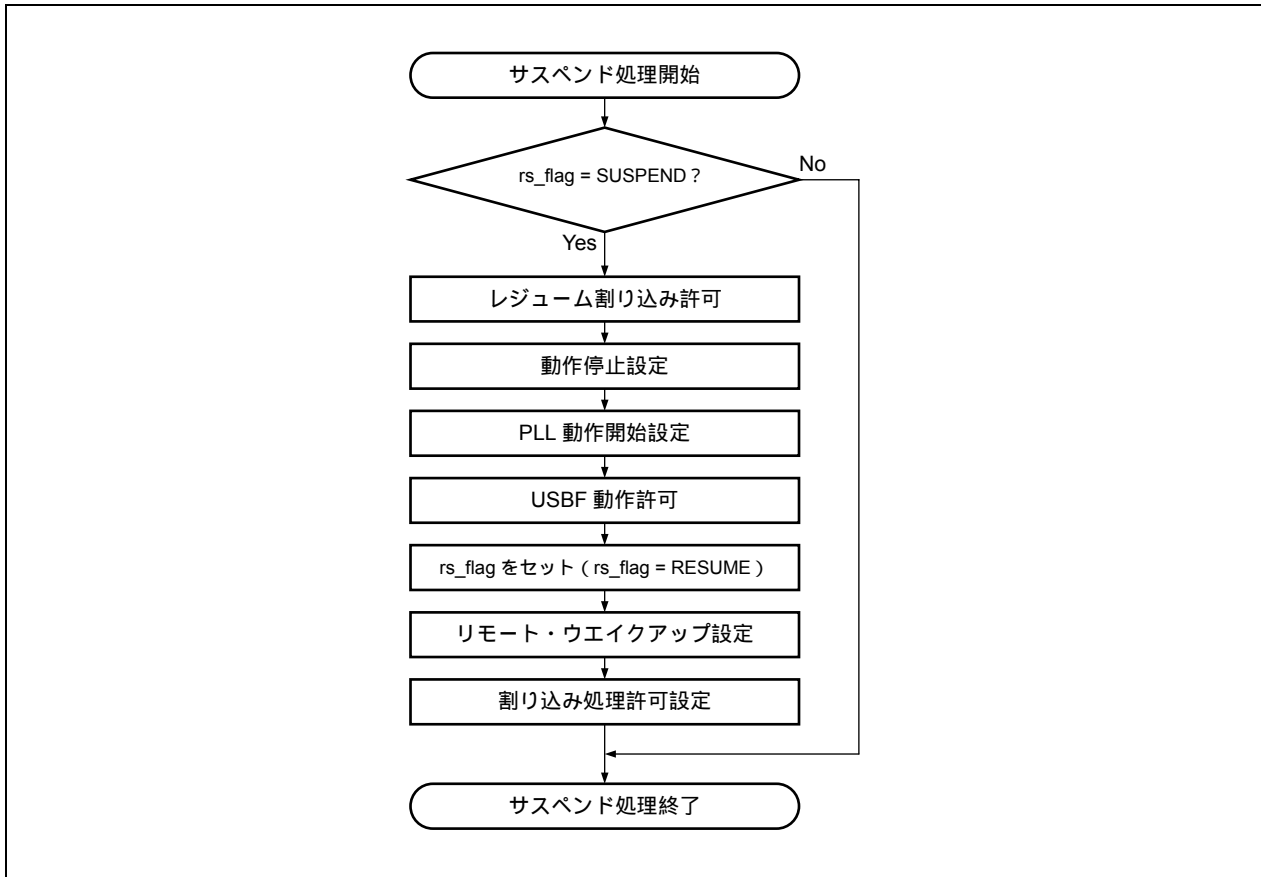 サスペンド処理開始
rs_flag = SUSPEND ?
No
Yes
レジューム割り込み許可
動作停止設定
PLL 動作開始設定
USBF 動作許可
rs_flag をセット ( rs_flag = RESUME )
リモート・ウエイクアップ設定
割り込み処理許可設定
サスペンド処理終了